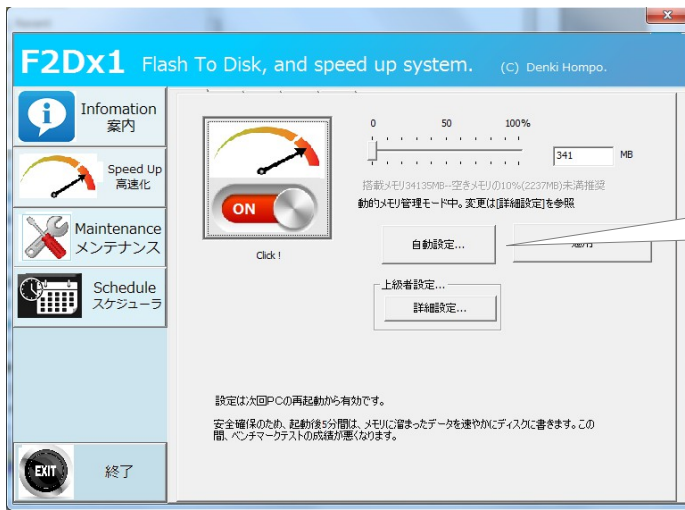 F2Dx1 Flash To Disk, and speed up system. (C) Denki Hompo.
Infomation
案内
Speed Up
高速化
Maintenance
メンテナンス
Schedule
スケジューラ
EXIT
終了
ON
Click !
0 50 100%
341 MB
搭載メモリ34135MB--空きメモリの10%(2237MB)未満推奨
動的メモリ管理モード中。変更は[詳細設定]を参照
自動設定...
上級者設定...
詳細設定...
設定は次回PCの再起動から有効です。
安全確保のため、起動後5分間は、メモリに溜まったデータを速やかにディスクに書きます。この
間、ベンチマークテストの成績が悪くなります。